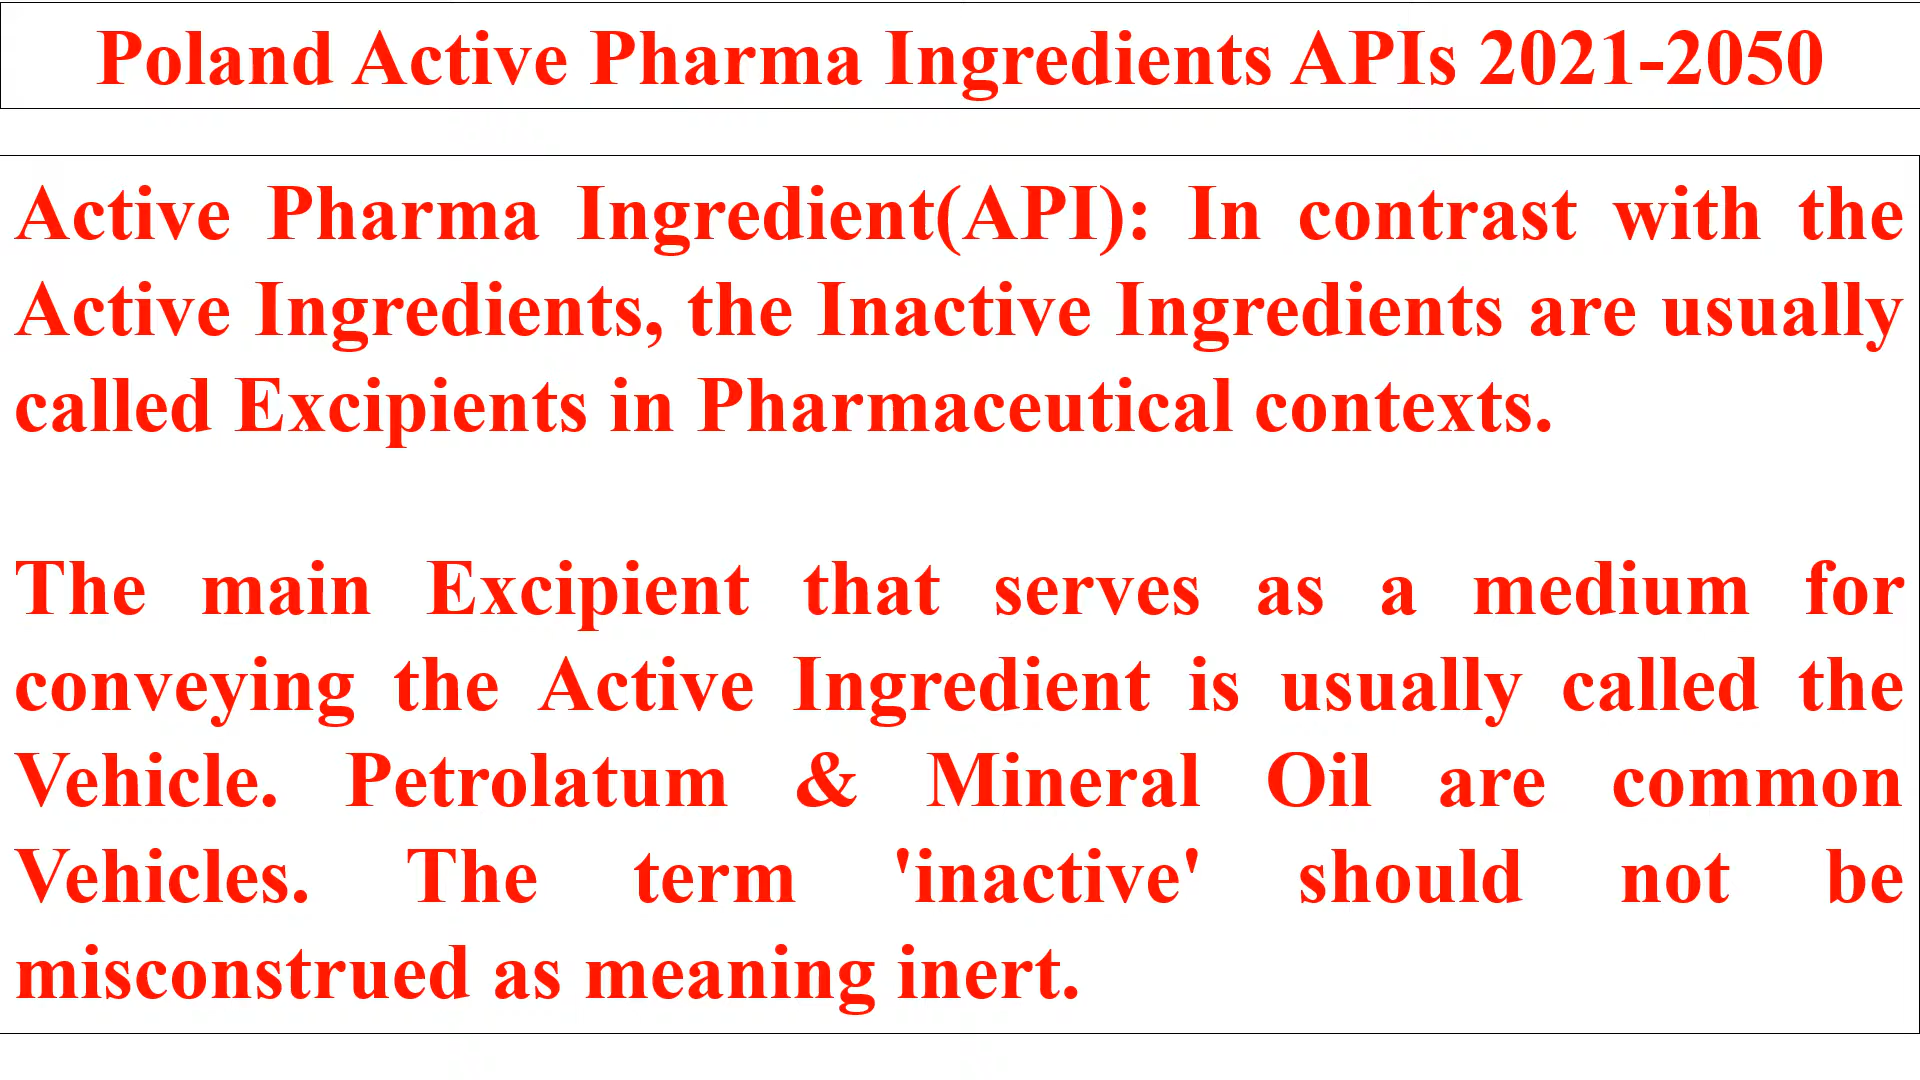 Poland Active Pharma Ingredients APIs 2021-2050
Active Pharma Ingredient(API): In contrast with the
Active Ingredients, the Inactive Ingredients are usually
called Excipients in Pharmaceutical contexts.
The main Excipient that serves as a medium for
conveying the Active Ingredient is usually called the
Vehicle. Petrolatum & Mineral Oil are common
Vehicles. The term 'inactive' should not be
misconstrued as meaning inert.